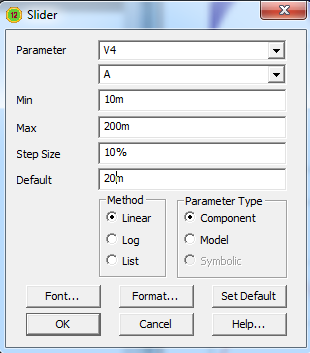 12 Slider
Parameter V4
A
Min 10m
Max 200m
Step Size 10%
Default 20m
Method Parameter Type
Linear Component
Log Model
List Symbolic
Font... Format... Set Default
OK Cancel Help...